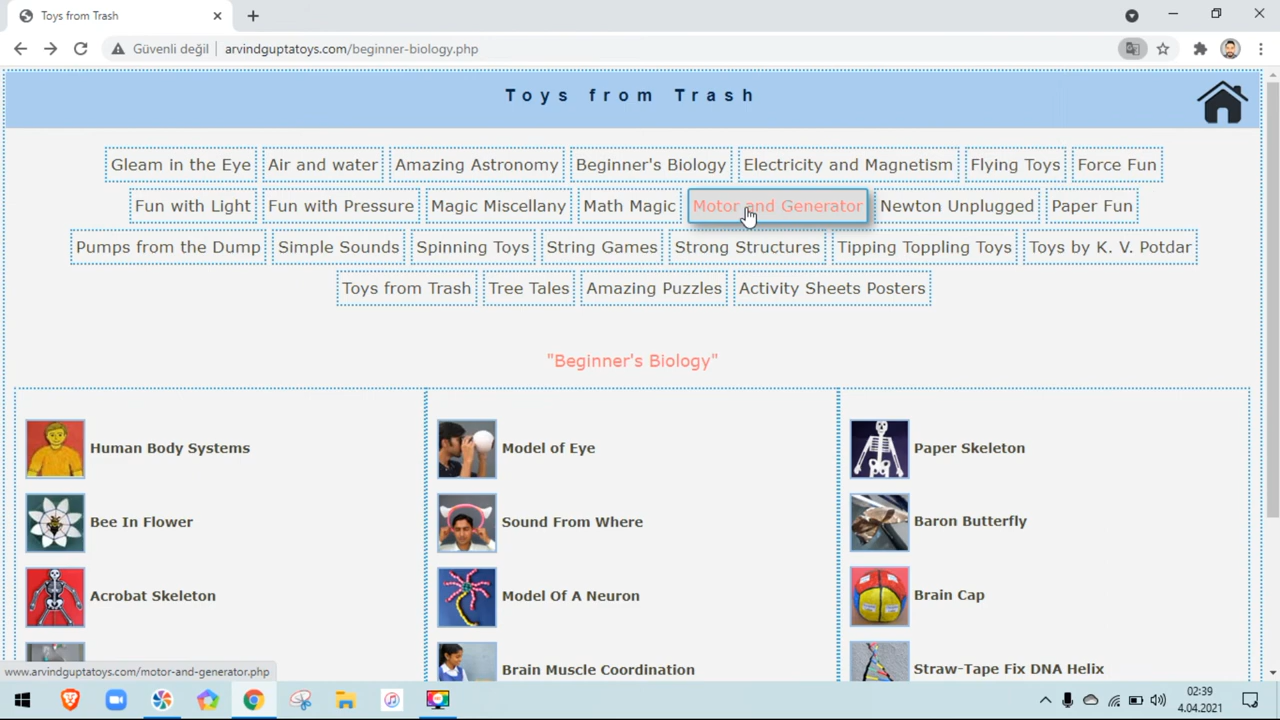 Toys from Trash
Güvenli değil
arvindguptatoys.com/beginner-biology.php
Toys from Trash
Gleam in the Eye Air and water Amazing Astronomy Beginner's Biology Electricity and Magnetism Flying Toys Force Fun
Fun with Light Fun with Pressure Magic Miscellany Math Magic Motor and Generator Newton Unplugged Paper Fun
Pumps from the Dump Simple Sounds Spinning Toys String Games Strong Structures Tipping Toppling Toys Toys by K. V. Potdar
Toys from Trash Tree Tales Amazing Puzzles Activity Sheets Posters
"Beginner's Biology"
Human Body Systems Model of Eye Paper Skeleton
Bee In Flower Sound From Where Baron Butterfly
Acrobat Skeleton Model Of A Neuron Brain Cap
Brain Muscle Coordination Straw-Tape Fix DNA Helix
www.arvindguptatoys.com/motor-and-generator.php
02:39
4.04.2021